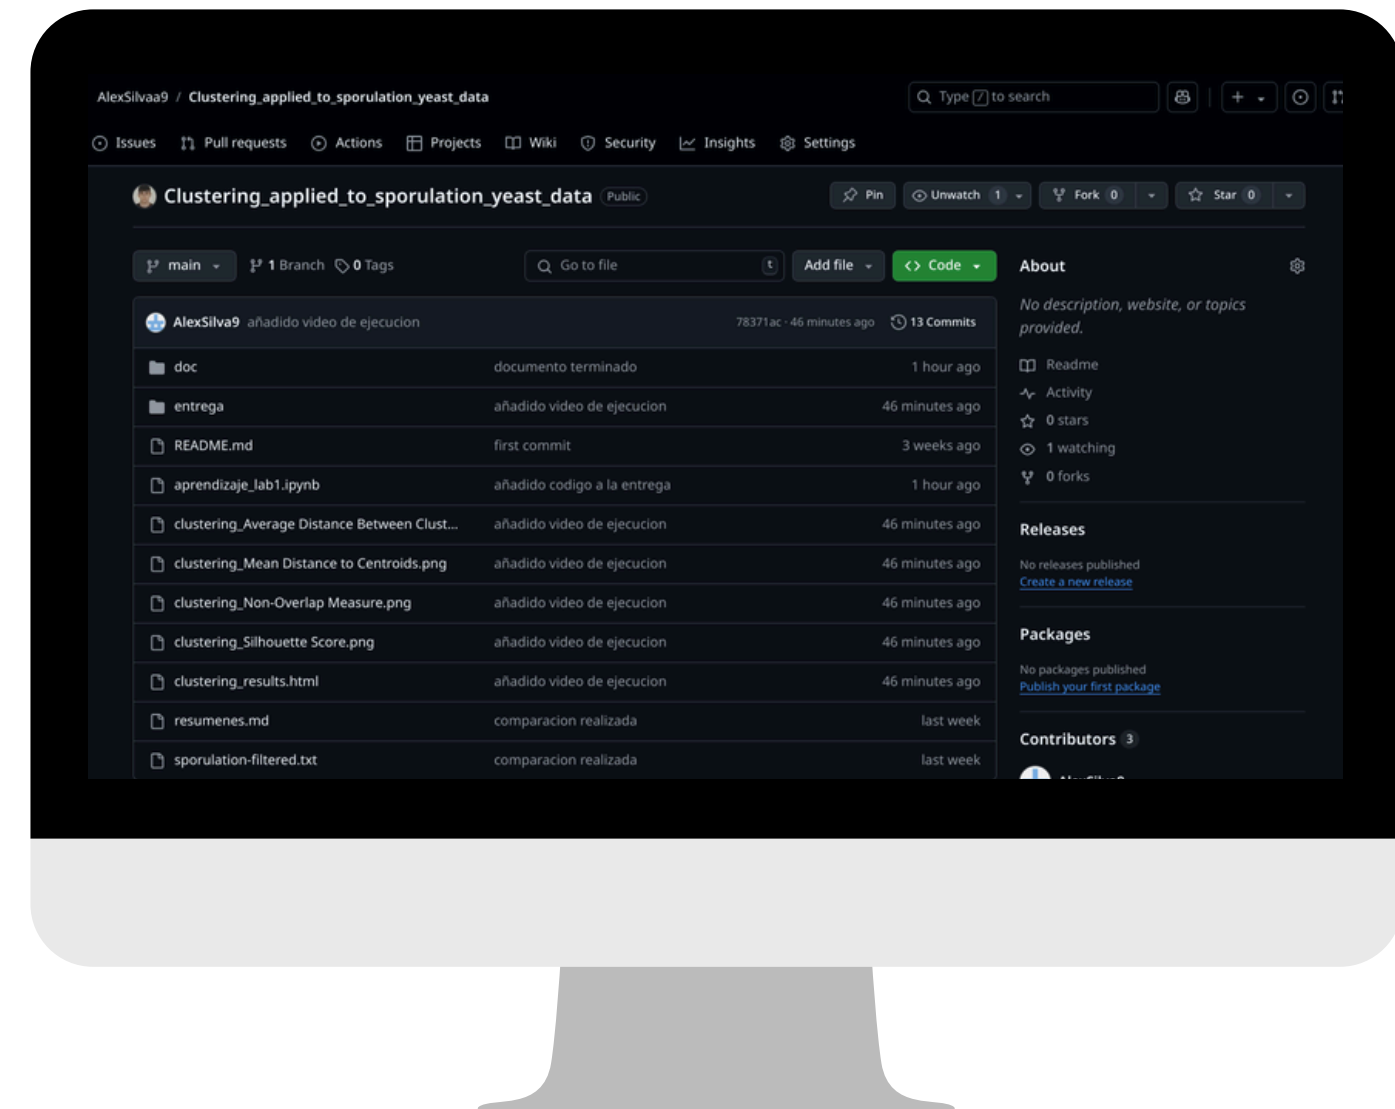 AlexSilvaa9 / Clustering_applied_to_sporulation_yeast_data
Type / to search
Issues Pull requests Actions Projects Wiki Security Insights Settings
Clustering_applied_to_sporulation_yeast_data Public
Pin Unwatch 1 Fork 0 Star 0
main 1 Branch 0 Tags Go to file t Add file Code
AlexSilva9 añadido video de ejecucion 78371ac · 46 minutes ago 13 Commits
doc documento terminado 1 hour ago
entrega añadido video de ejecucion 46 minutes ago
README.md first commit 3 weeks ago
aprendizaje_lab1.ipynb añadido codigo a la entrega 1 hour ago
clustering_Average Distance Between Clust... añadido video de ejecucion 46 minutes ago
clustering_Mean Distance to Centroids.png añadido video de ejecucion 46 minutes ago
clustering_Non-Overlap Measure.png añadido video de ejecucion 46 minutes ago
clustering_Silhouette Score.png añadido video de ejecucion 46 minutes ago
clustering_results.html añadido video de ejecucion 46 minutes ago
resumenes.md comparacion realizada last week
sporulation-filtered.txt comparacion realizada last week
About
No description, website, or topics
provided.
Readme
Activity
0 stars
1 watching
0 forks
Releases
No releases published
Create a new release
Packages
No packages published
Publish your first package
Contributors 3